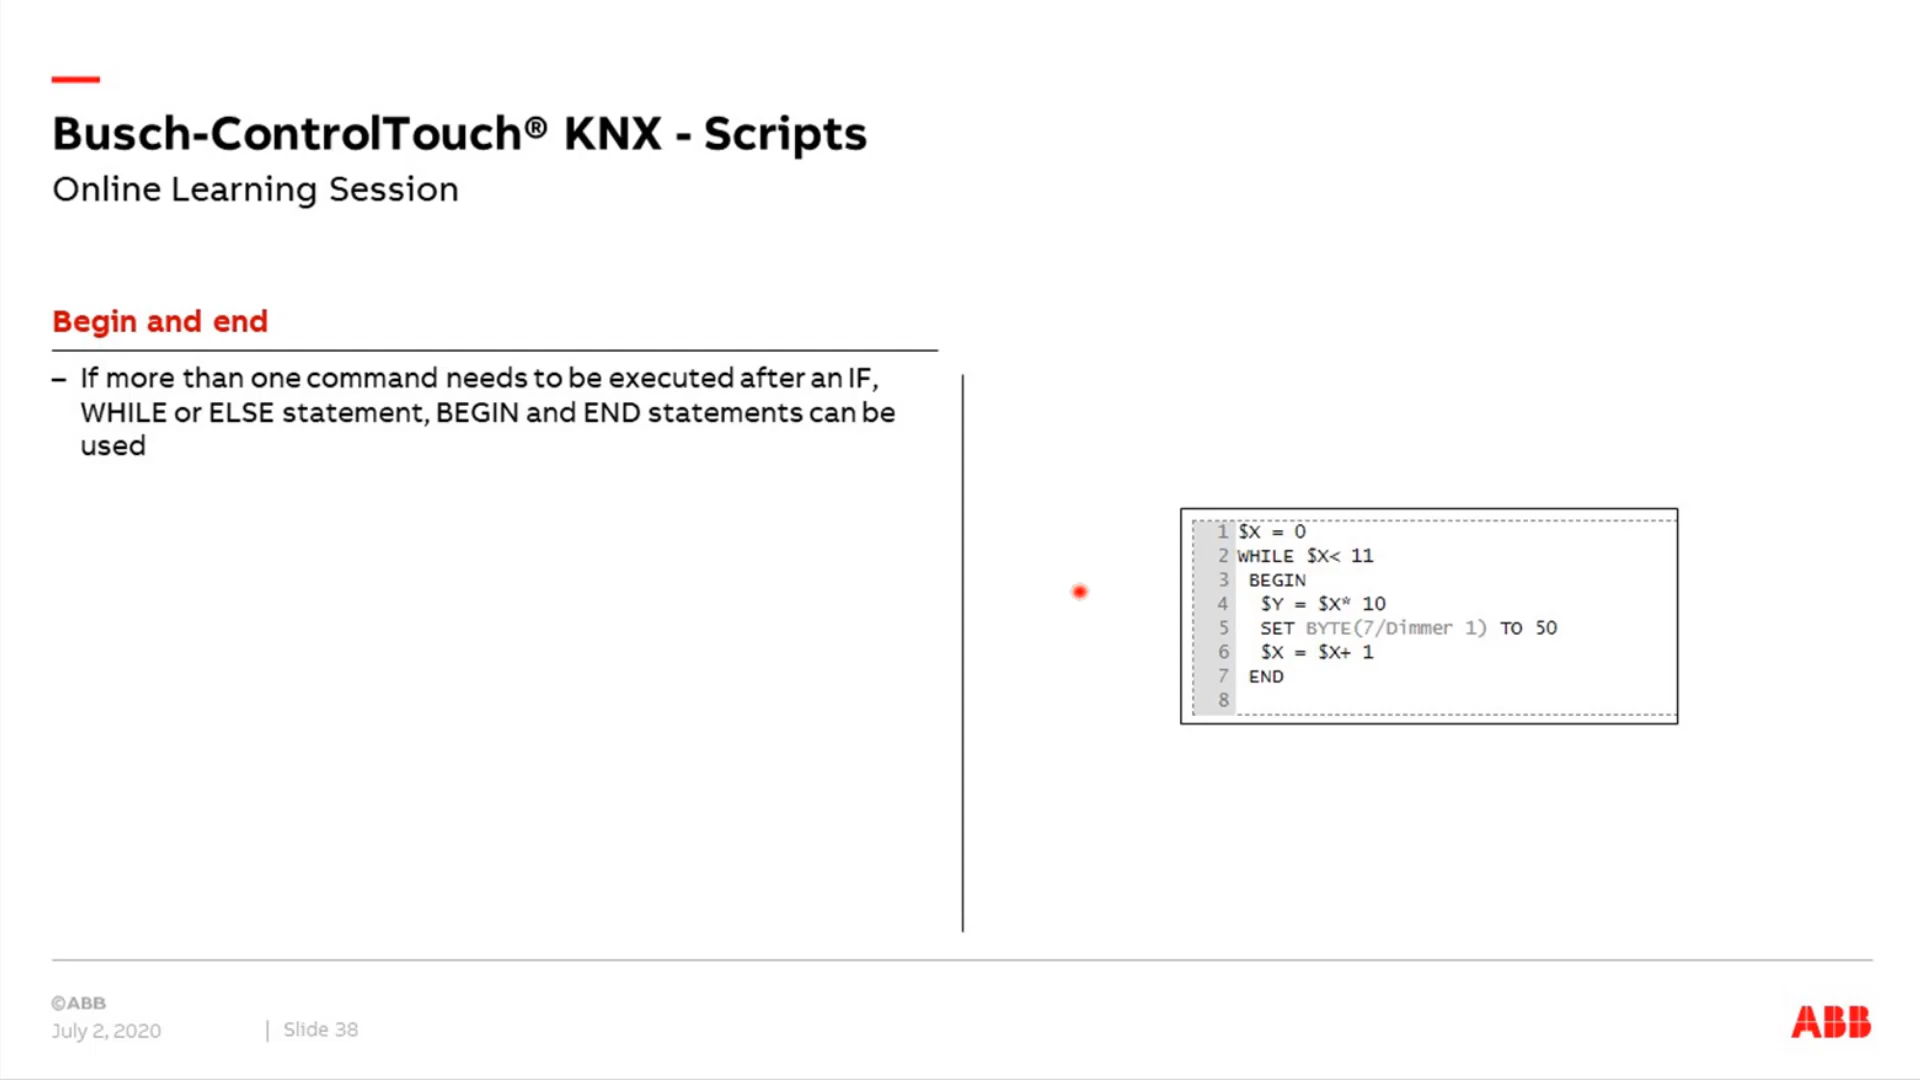 Busch-ControlTouch® KNX - Scripts
Online Learning Session
Begin and end
– If more than one command needs to be executed after an IF,
WHILE or ELSE statement, BEGIN and END statements can be
used
1 $X = 0
2 WHILE $X< 11
3 BEGIN
4 $Y = $X* 10
5 SET BYTE(7/Dimmer 1) TO 50
6 $X = $X+ 1
7 END
8
©ABB
July 2, 2020 | Slide 38
ABB